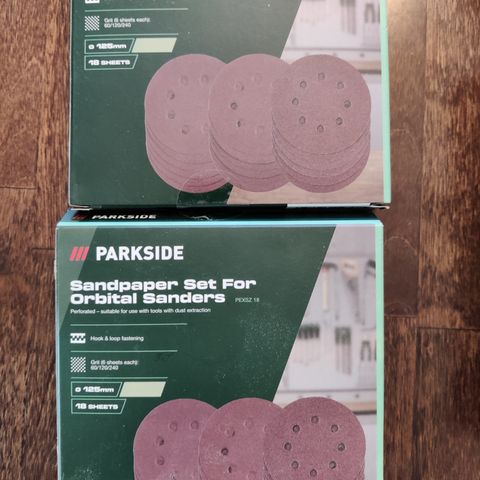 Grit (6 sheets each):
60/120/240
ø 125mm
18 SHEETS
PARKSIDE
PARKSIDE
Sandpaper Set For
Orbital Sanders PEXSZ 18
Perforated – suitable for use with tools with dust extraction
Hook & loop fastening
Grit (6 sheets each):
60/120/240
ø 125mm
18 SHEETS